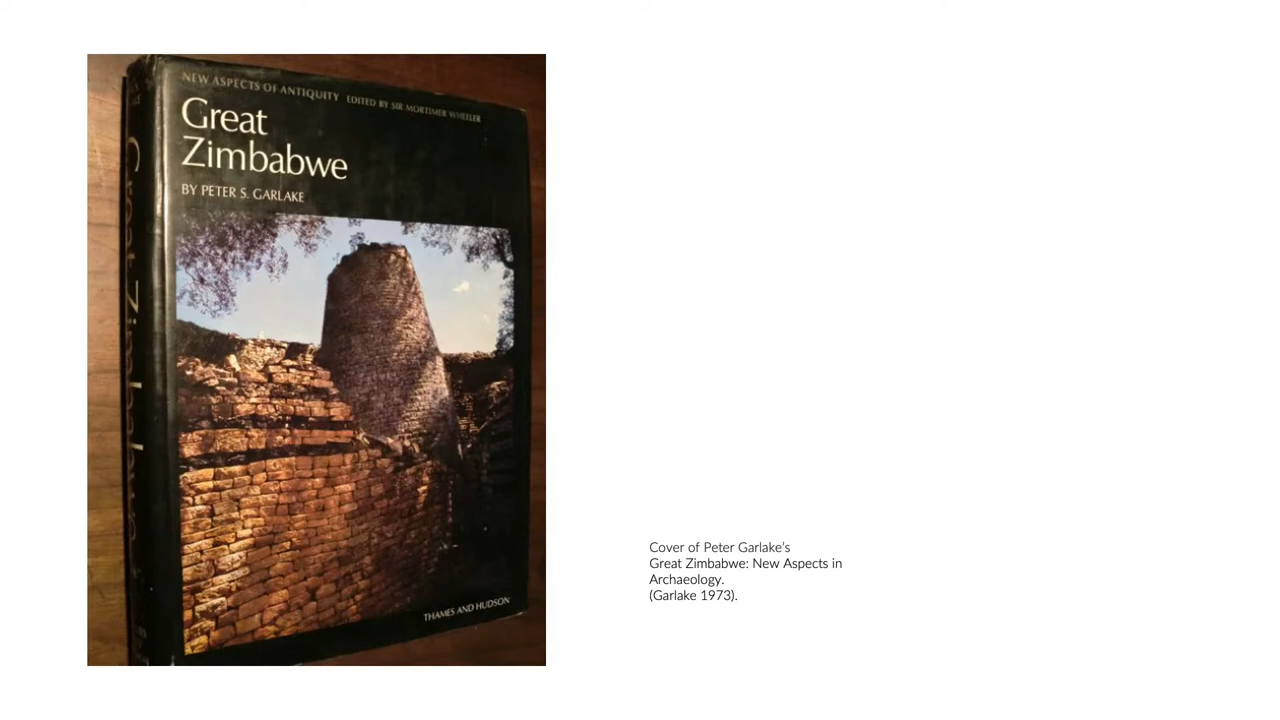 NEW ASPECTS OF ANTIQUITY EDITED BY SIR MORTIMER WHEELER
Great
Zimbabwe
BY PETER S. GARLAKE
Great Zimbabwe
THAMES AND HUDSON
Cover of Peter Garlake’s
Great Zimbabwe: New Aspects in
Archaeology.
(Garlake 1973).